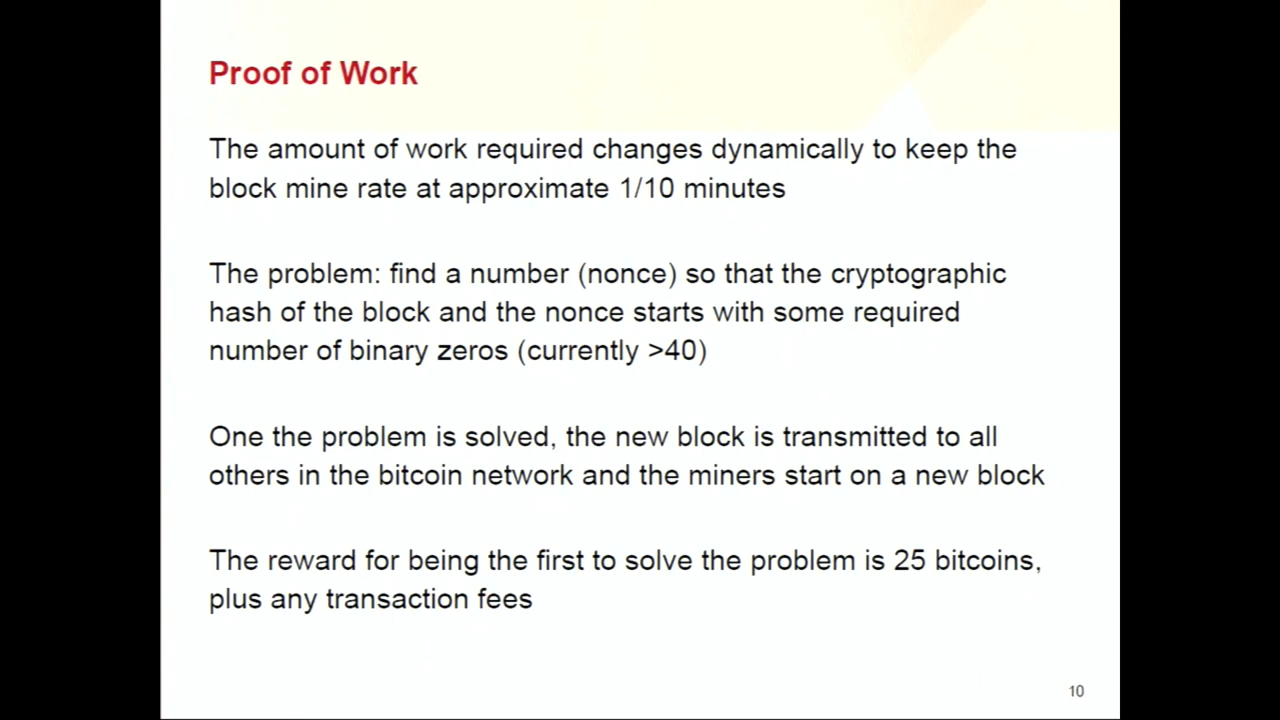 Proof of Work
The amount of work required changes dynamically to keep the
block mine rate at approximate 1/10 minutes
The problem: find a number (nonce) so that the cryptographic
hash of the block and the nonce starts with some required
number of binary zeros (currently >40)
One the problem is solved, the new block is transmitted to all
others in the bitcoin network and the miners start on a new block
The reward for being the first to solve the problem is 25 bitcoins,
plus any transaction fees
10